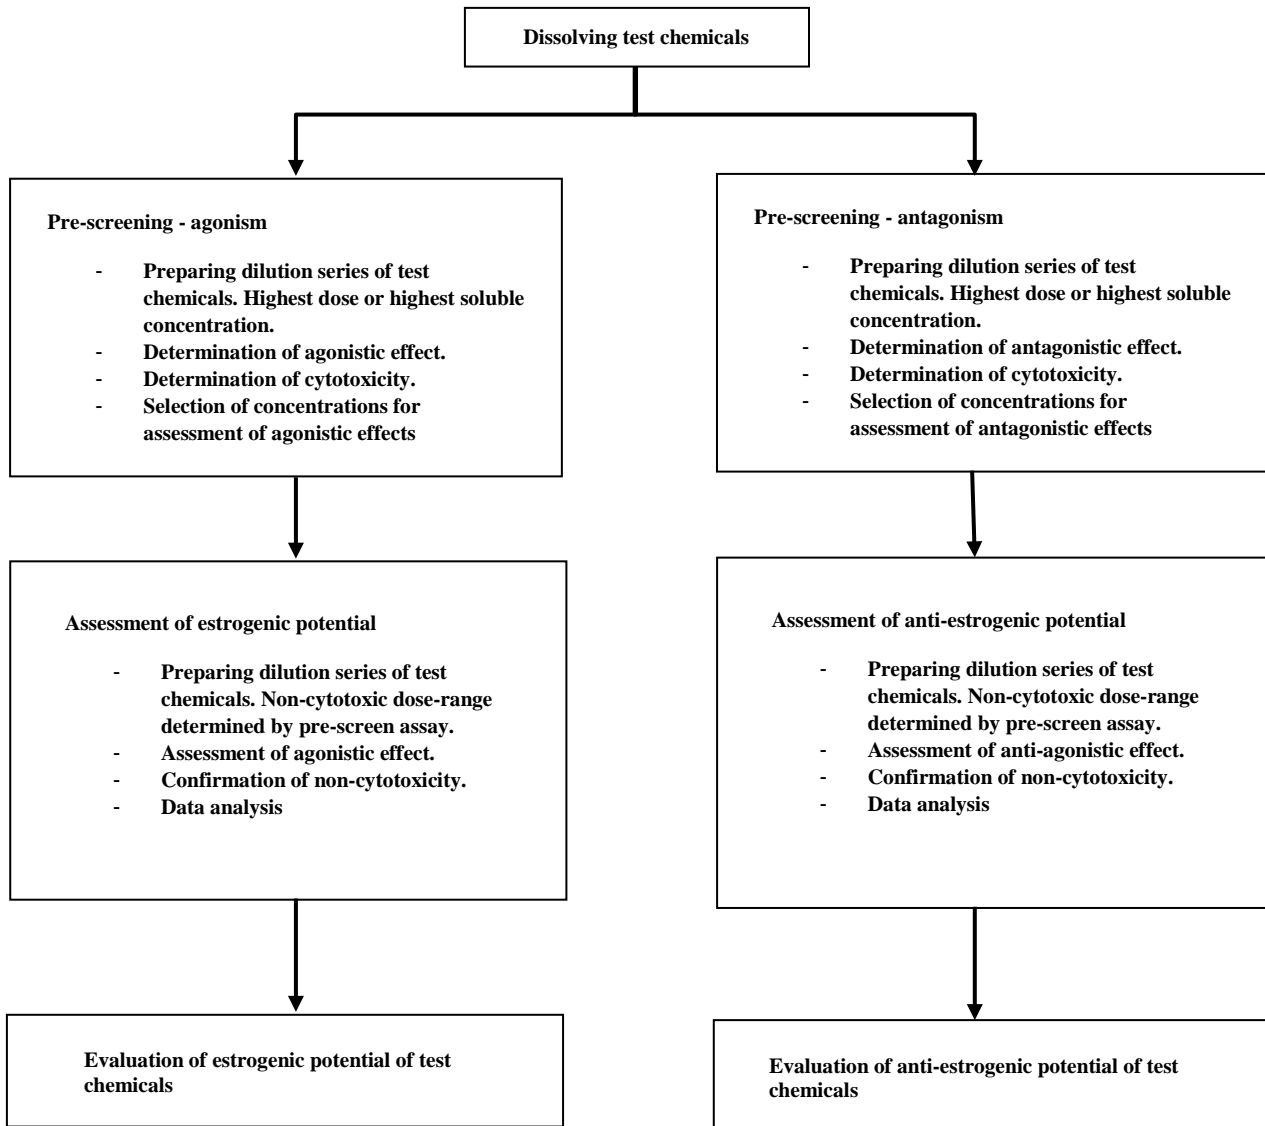 Dissolving test chemicals
Pre-screening - agonism
- Preparing dilution series of test
chemicals. Highest dose or highest soluble
concentration.
- Determination of agonistic effect.
- Determination of cytotoxicity.
- Selection of concentrations for
assessment of agonistic effects
Pre-screening - antagonism
- Preparing dilution series of test
chemicals. Highest dose or highest soluble
concentration.
- Determination of antagonistic effect.
- Determination of cytotoxicity.
- Selection of concentrations for
assessment of antagonistic effects
Assessment of estrogenic potential
- Preparing dilution series of test
chemicals. Non-cytotoxic dose-range
determined by pre-screen assay.
- Assessment of agonistic effect.
- Confirmation of non-cytotoxicity.
- Data analysis
Assessment of anti-estrogenic potential
- Preparing dilution series of test
chemicals. Non-cytotoxic dose-range
determined by pre-screen assay.
- Assessment of anti-agonistic effect.
- Confirmation of non-cytotoxicity.
- Data analysis
Evaluation of estrogenic potential of test
chemicals
Evaluation of anti-estrogenic potential of test
chemicals